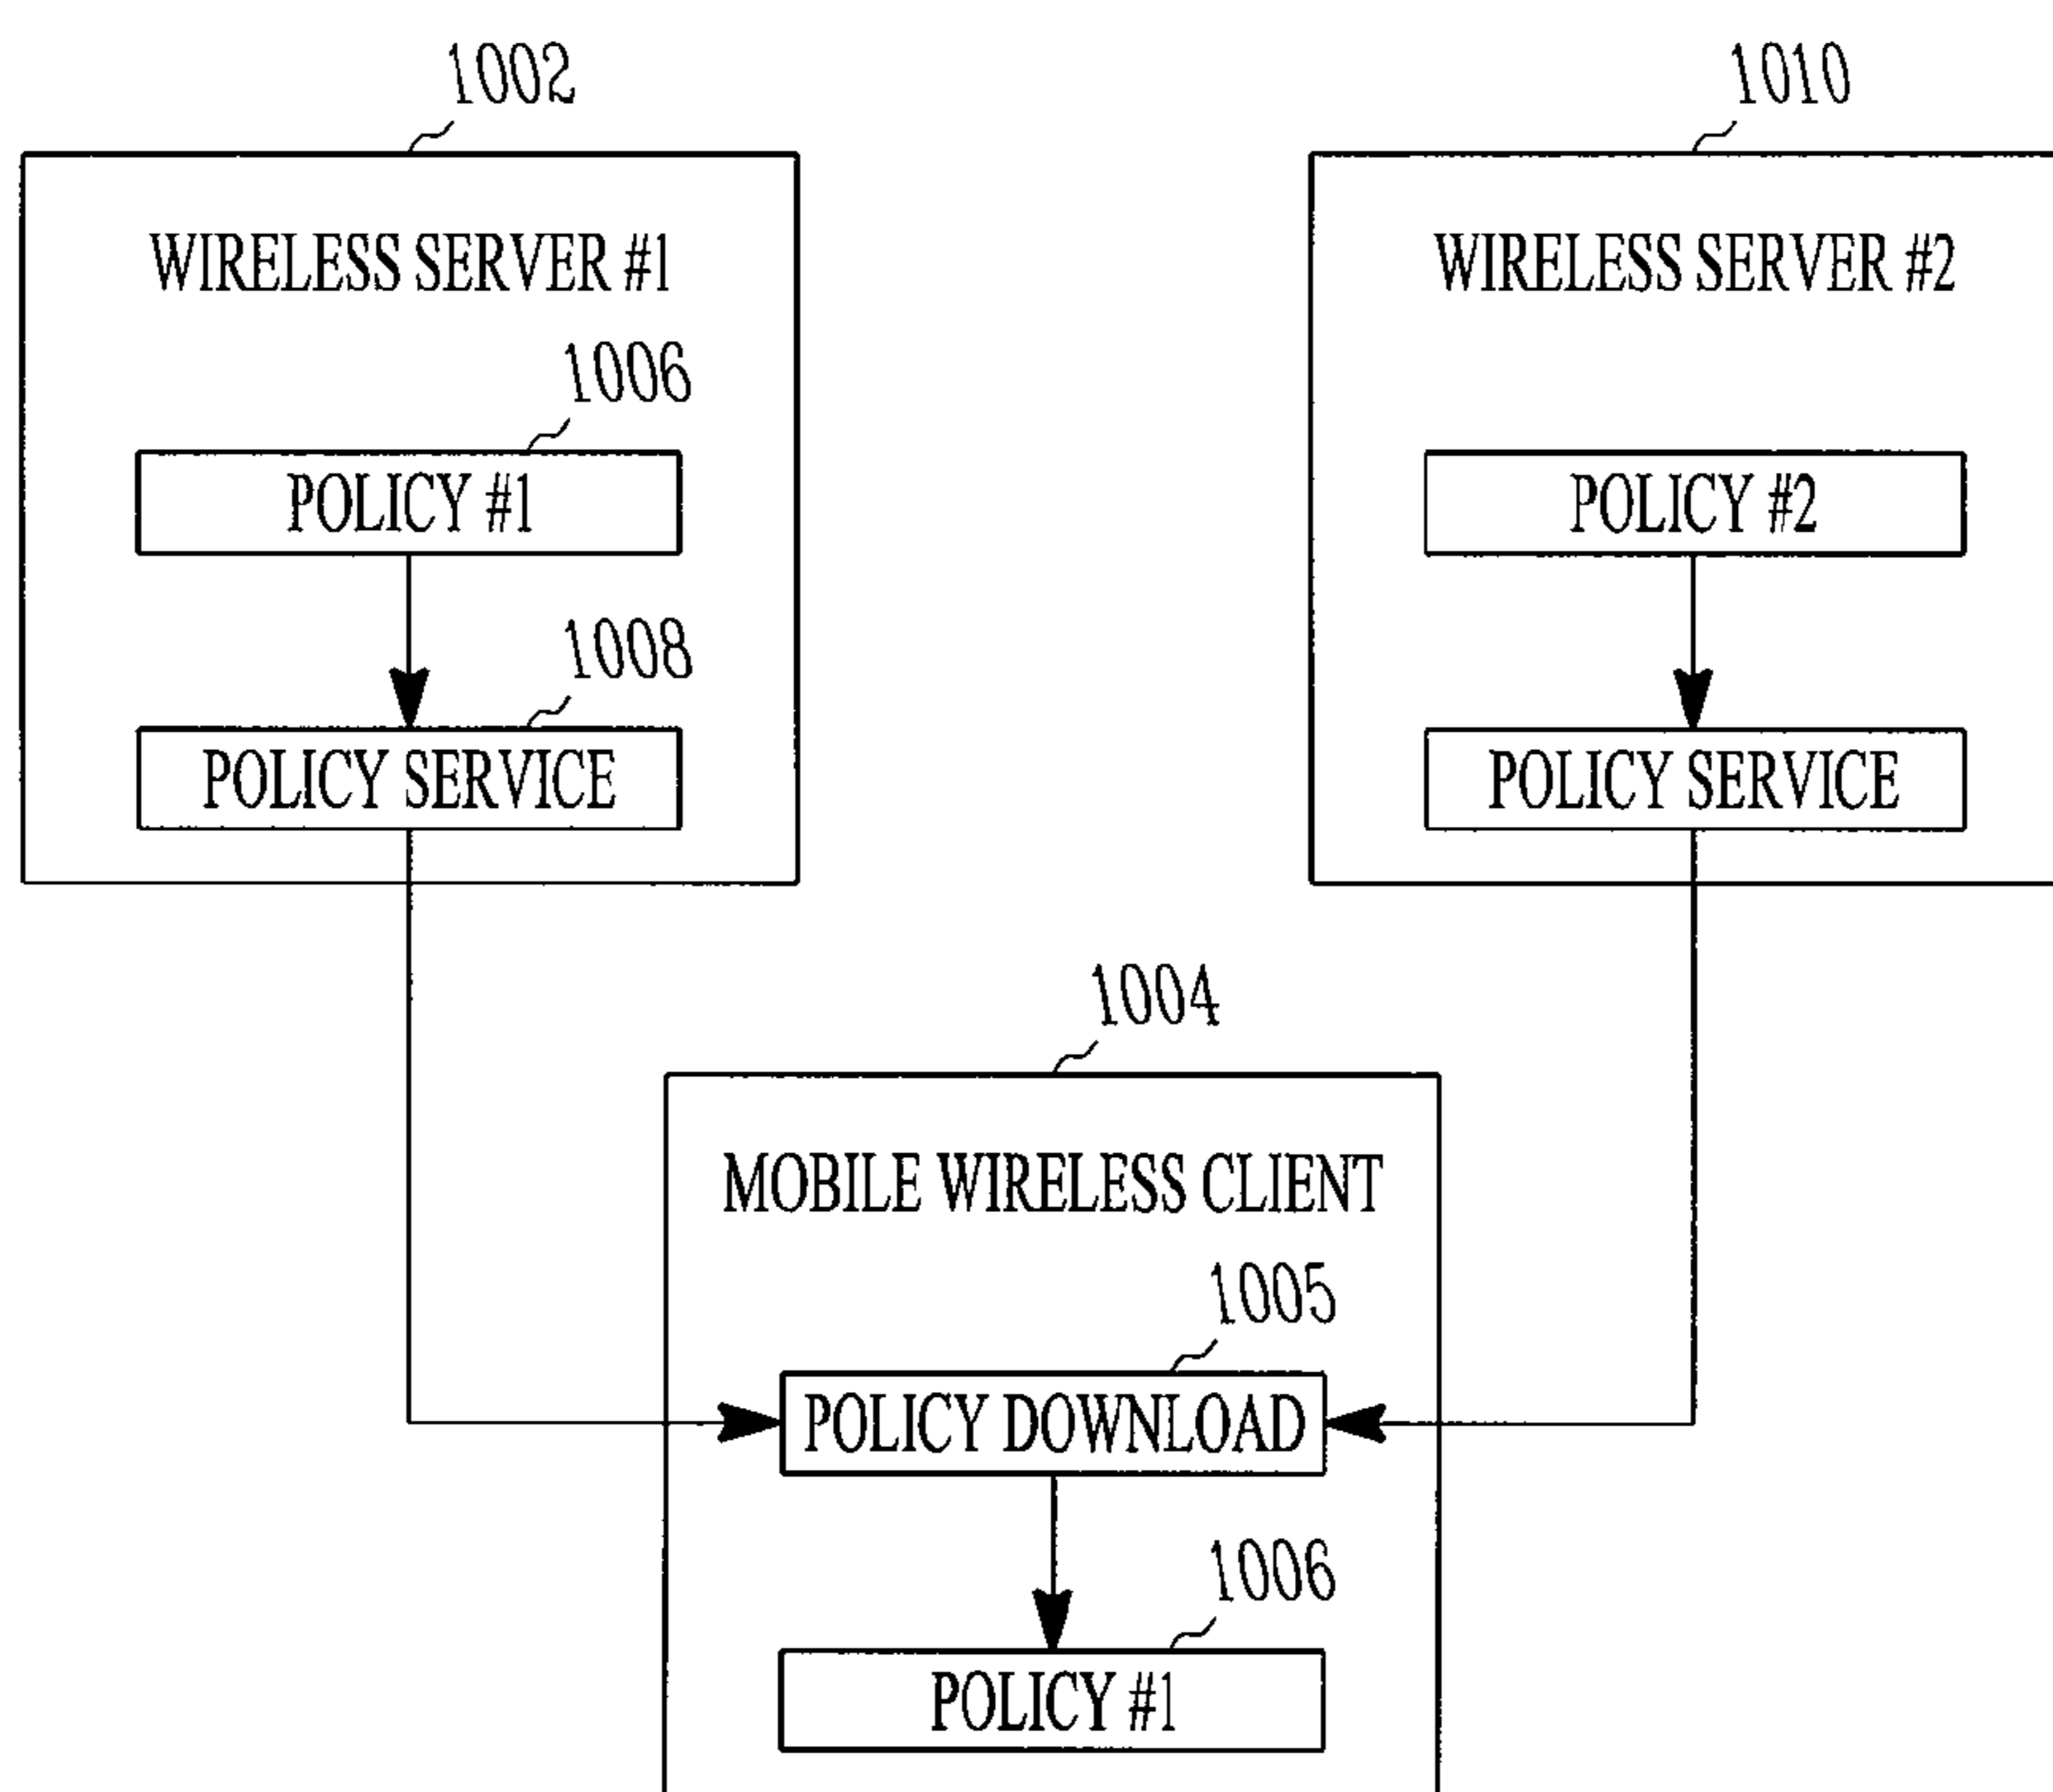 1002
WIRELESS SERVER #1
1006
POLICY #1
1008
POLICY SERVICE
1010
WIRELESS SERVER #2
POLICY #2
POLICY SERVICE
1004
MOBILE WIRELESS CLIENT
1005
POLICY DOWNLOAD
1006
POLICY #1